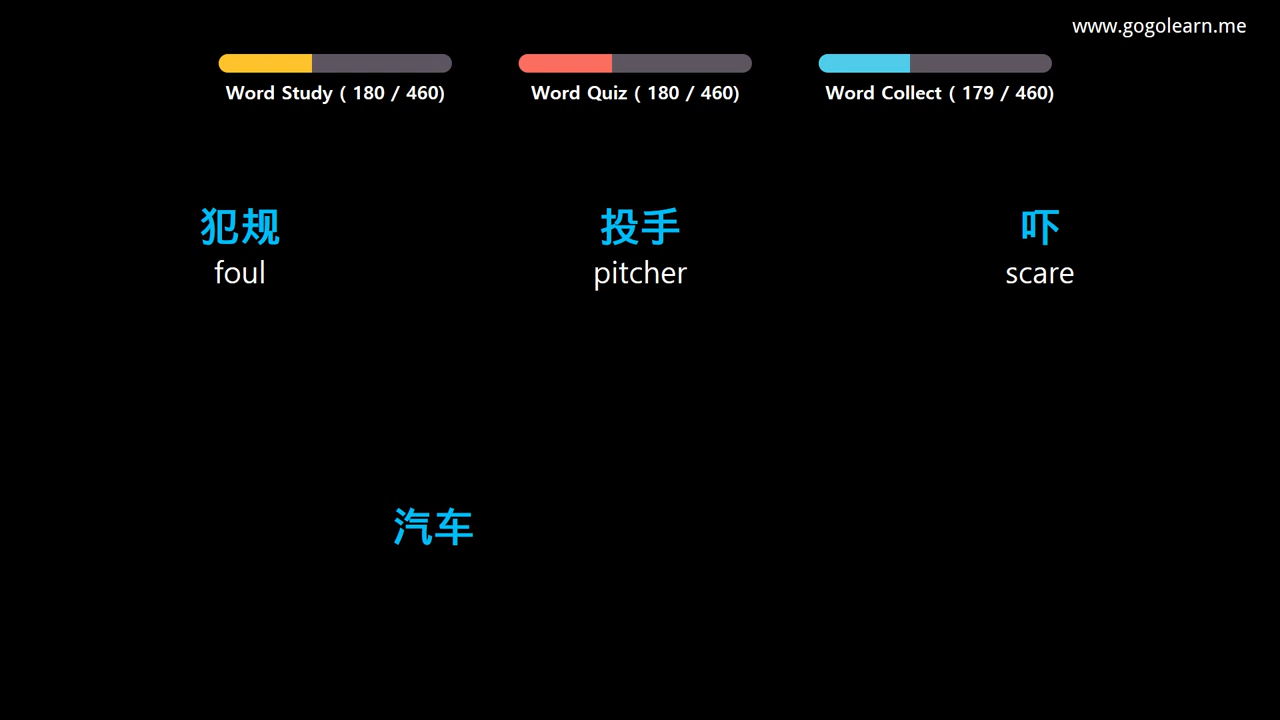 www.gogolearn.me
Word Study ( 180 / 460)
Word Quiz ( 180 / 460)
Word Collect ( 179 / 460)
犯规
foul
投手
pitcher
吓
scare
汽车